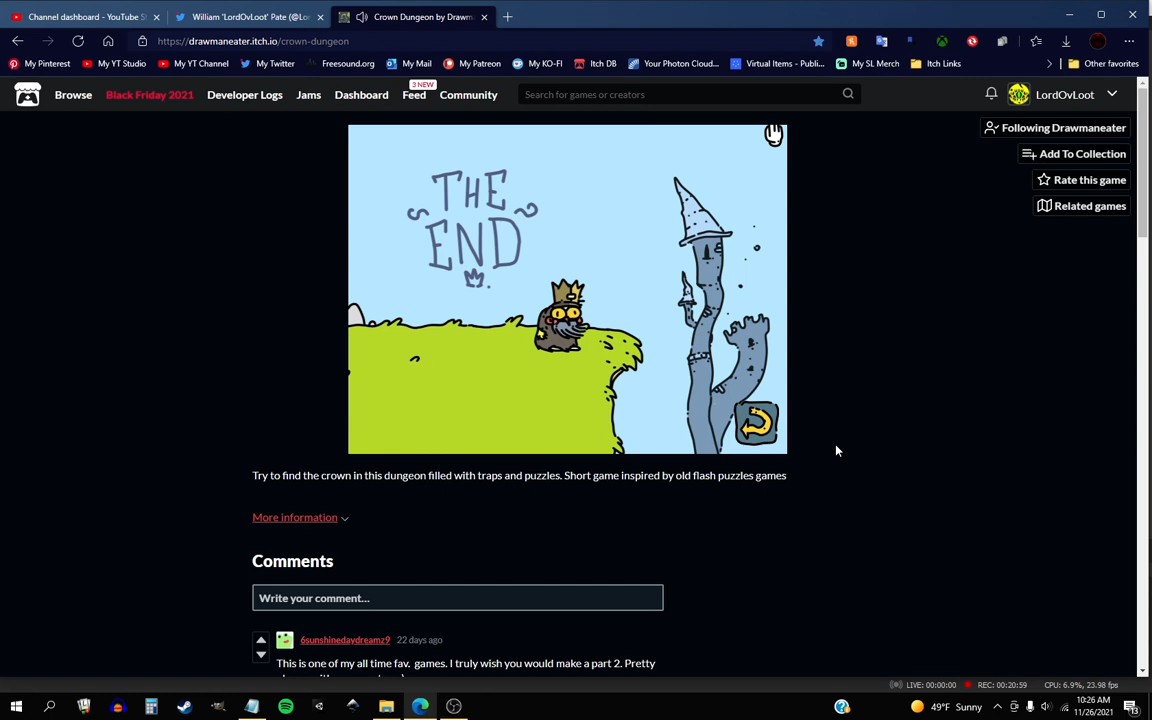 Channel dashboard - YouTube S
William 'LordOvLoot' Pate (@Lo
Crown Dungeon by Drawm
https://drawmaneater.itch.io/crown-dungeon
My Pinterest
My YT Studio
My YT Channel
My Twitter
Freesound.org
My Mail
My Patreon
My KO-FI
Itch DB
Your Photon Cloud...
Virtual Items - Publi...
My SL Merch
Itch Links
Other favorites
Browse
Black Friday 2021
Developer Logs
Jams
Dashboard
Feed
3 NEW
Community
Search for games or creators
LordOvLoot
Following Drawmaneater
Add To Collection
Rate this game
Related games
THE
END
Try to find the crown in this dungeon filled with traps and puzzles. Short game inspired by old flash puzzles games
More information
Comments
Write your comment...
6sunshinedaydreamz9 22 days ago
This is one of my all time fav. games. I truly wish you would make a part 2. Pretty
LIVE: 00:00:00
REC: 00:20:59
CPU: 6.9%, 23.98 fps
49°F Sunny
10:26 AM
11/26/2021
13